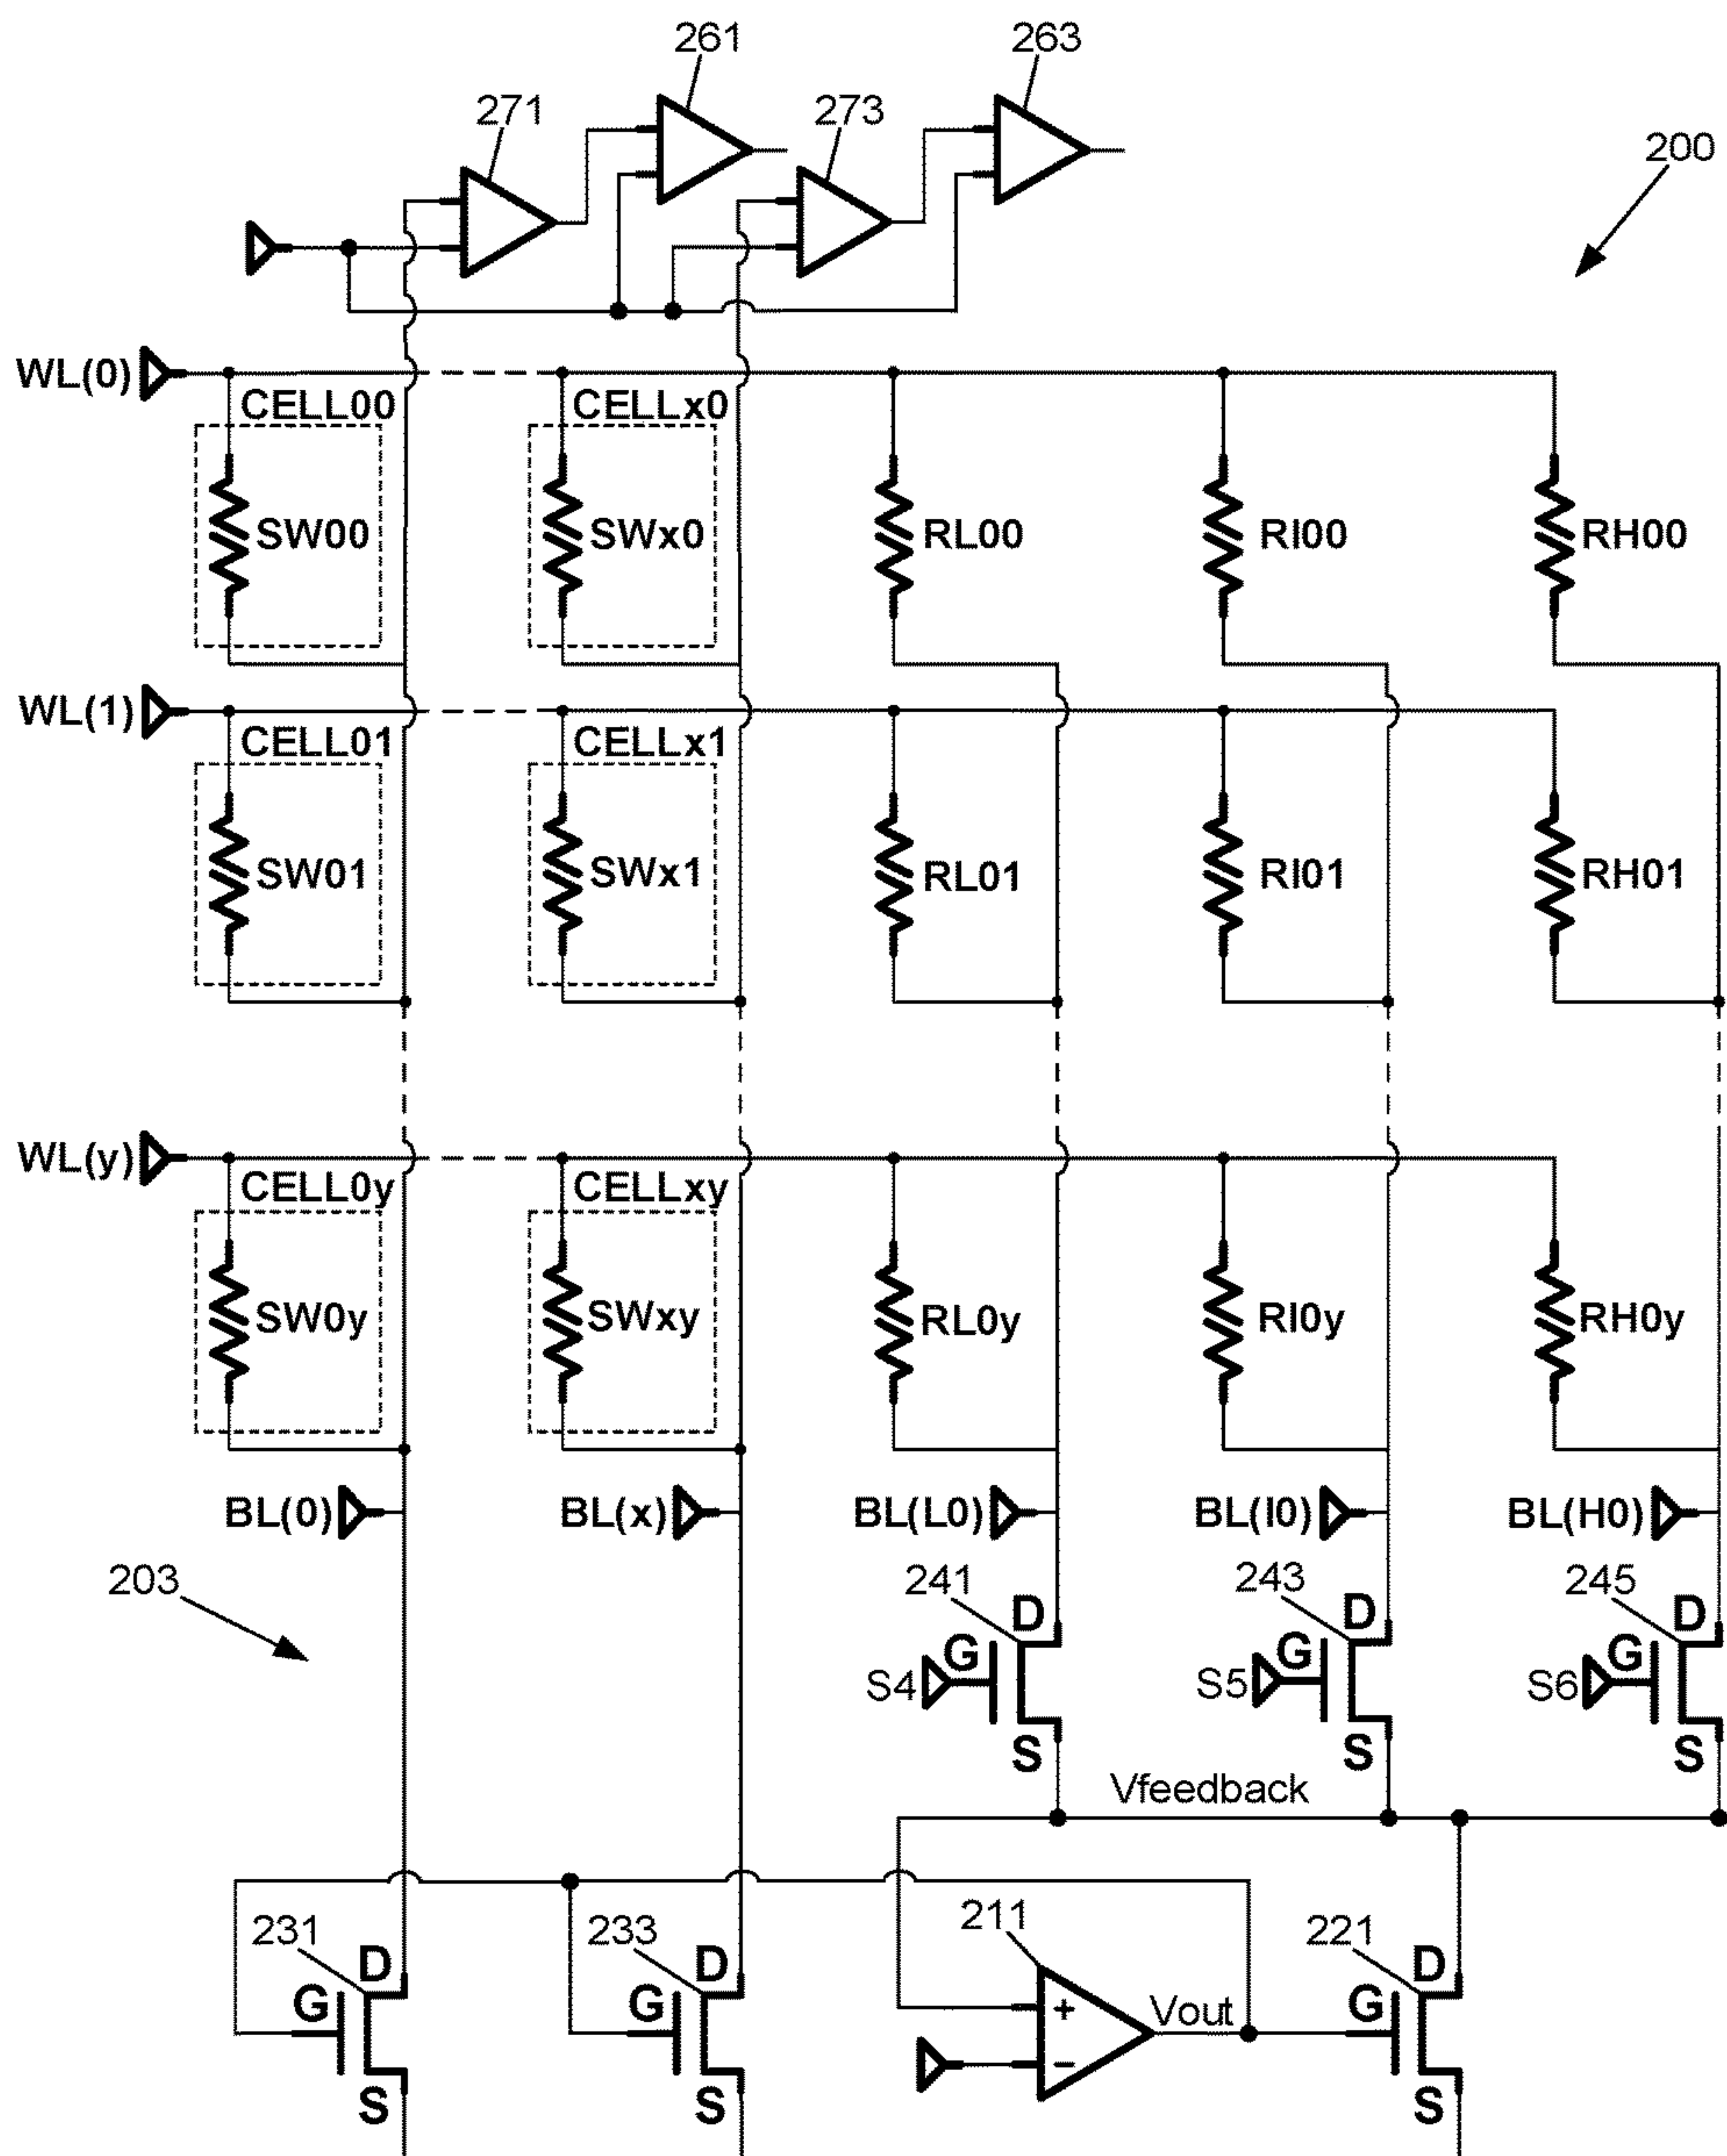 261
263
271
273
200
WL(0)
CELL00
CELLx0
SW00
SWx0
RL00
RI00
RH00
WL(1)
CELL01
CELLx1
SW01
SWx1
RL01
RI01
RH01
WL(y)
CELL0y
CELLxy
SW0y
SWxy
RL0y
RI0y
RH0y
BL(0)
BL(x)
BL(L0)
BL(I0)
BL(H0)
203
241
243
245
D
D
D
G
G
G
S4
S5
S6
S
S
S
Vfeedback
231
233
211
221
D
D
D
G
G
+
Vout
G
−
S
S
S